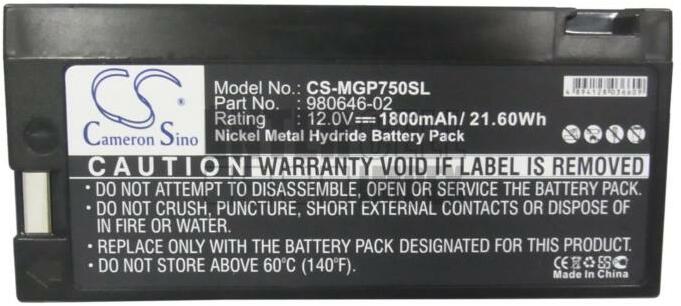 CS
Cameron Sino
Model No.: CS-MGP750SL
Part No.: 980646-02
Rating : 12.0V⎓ 1800mAh/ 21.60Wh
Nickel Metal Hydride Battery Pack
CAUTION WARRANTY VOID IF LABEL IS REMOVED
• DO NOT ATTEMPT TO DISASSEMBLE, OPEN OR SERVICE THE BATTERY PACK.
• DO NOT CRUSH, PUNCTURE, SHORT EXTERNAL CONTACTS OR DISPOSE OF
IN FIRE OR WATER.
• REPLACE ONLY WITH THE BATTERY PACK DESIGNATED FOR THIS PRODUCT.
• DO NOT STORE ABOVE 60°C (140°F).
CE
Made In China